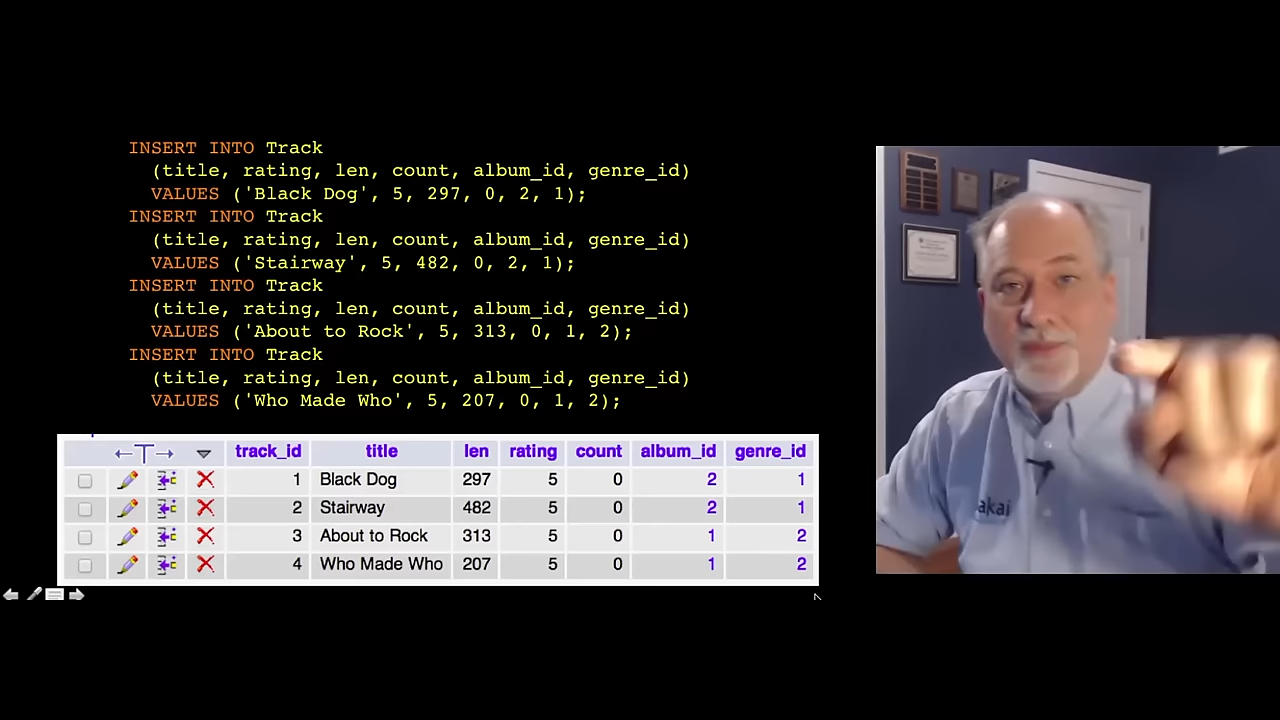 INSERT INTO Track
(title, rating, len, count, album_id, genre_id)
VALUES ('Black Dog', 5, 297, 0, 2, 1);
INSERT INTO Track
(title, rating, len, count, album_id, genre_id)
VALUES ('Stairway', 5, 482, 0, 2, 1);
INSERT INTO Track
(title, rating, len, count, album_id, genre_id)
VALUES ('About to Rock', 5, 313, 0, 1, 2);
INSERT INTO Track
(title, rating, len, count, album_id, genre_id)
VALUES ('Who Made Who', 5, 207, 0, 1, 2);
track_id title len rating count album_id genre_id
1 Black Dog 297 5 0 2 1
2 Stairway 482 5 0 2 1
3 About to Rock 313 5 0 1 2
4 Who Made Who 207 5 0 1 2
akai